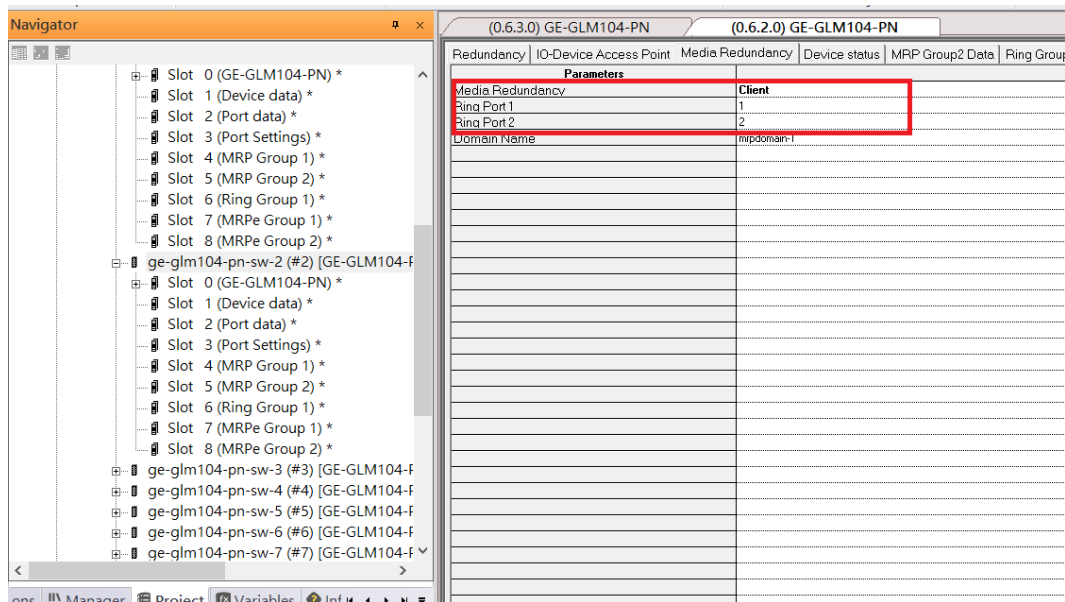 Navigator
Slot 0 (GE-GLM104-PN) *
Slot 1 (Device data) *
Slot 2 (Port data) *
Slot 3 (Port Settings) *
Slot 4 (MRP Group 1) *
Slot 5 (MRP Group 2) *
Slot 6 (Ring Group 1) *
Slot 7 (MRPe Group 1) *
Slot 8 (MRPe Group 2) *
ge-glm104-pn-sw-2 (#2) [GE-GLM104-F
Slot 0 (GE-GLM104-PN) *
Slot 1 (Device data) *
Slot 2 (Port data) *
Slot 3 (Port Settings) *
Slot 4 (MRP Group 1) *
Slot 5 (MRP Group 2) *
Slot 6 (Ring Group 1) *
Slot 7 (MRPe Group 1) *
Slot 8 (MRPe Group 2) *
ge-glm104-pn-sw-3 (#3) [GE-GLM104-F
ge-glm104-pn-sw-4 (#4) [GE-GLM104-F
ge-glm104-pn-sw-5 (#5) [GE-GLM104-F
ge-glm104-pn-sw-6 (#6) [GE-GLM104-F
ge-glm104-pn-sw-7 (#7) [GE-GLM104-F
ons Manager Project Variables Inf
(0.6.3.0) GE-GLM104-PN (0.6.2.0) GE-GLM104-PN
Redundancy IO-Device Access Point Media Redundancy Device status MRP Group2 Data Ring Group
Parameters
Media Redundancy Client
Ring Port 1 1
Ring Port 2 2
Domain Name mrpdomain-1